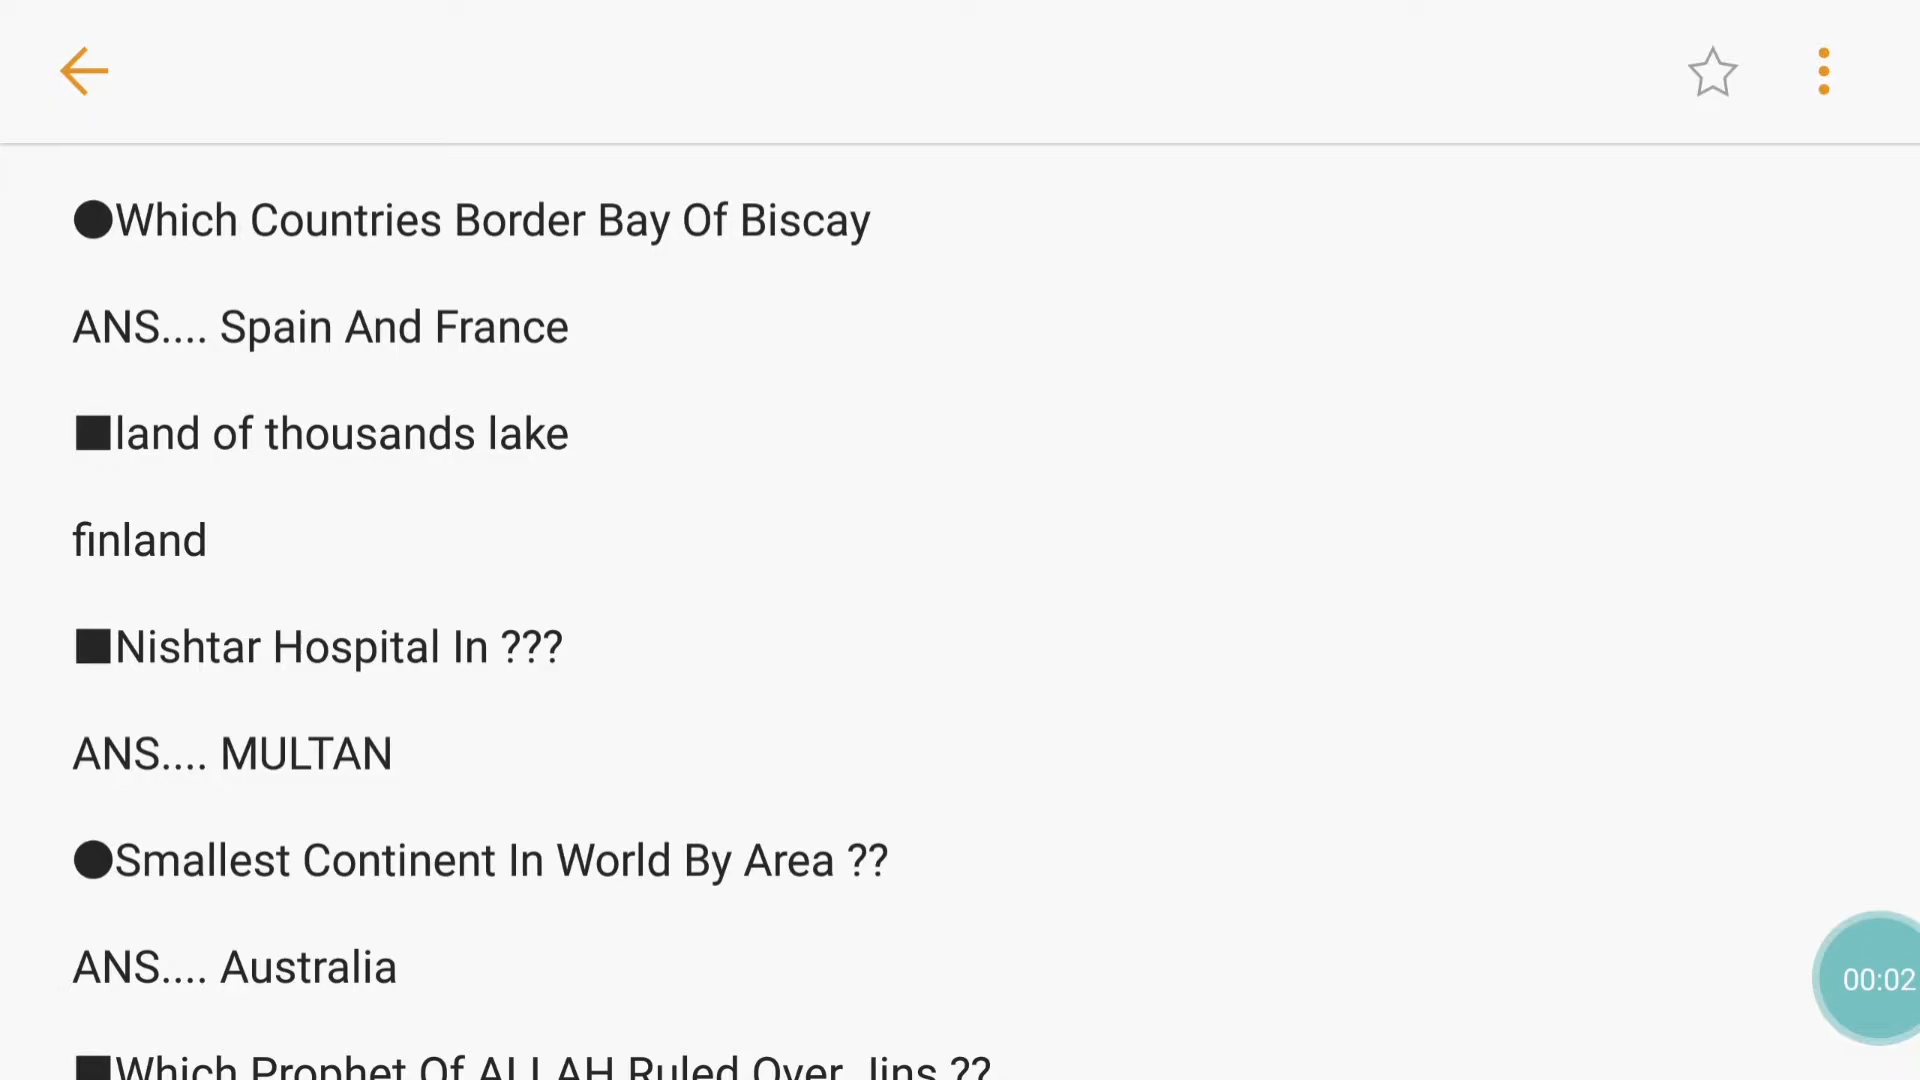 ●Which Countries Border Bay Of Biscay
ANS.... Spain And France
■land of thousands lake
finland
■Nishtar Hospital In ???
ANS.... MULTAN
●Smallest Continent In World By Area ??
ANS.... Australia
00:02
■Which Prophet Of ALLAH Ruled Over Jins ??